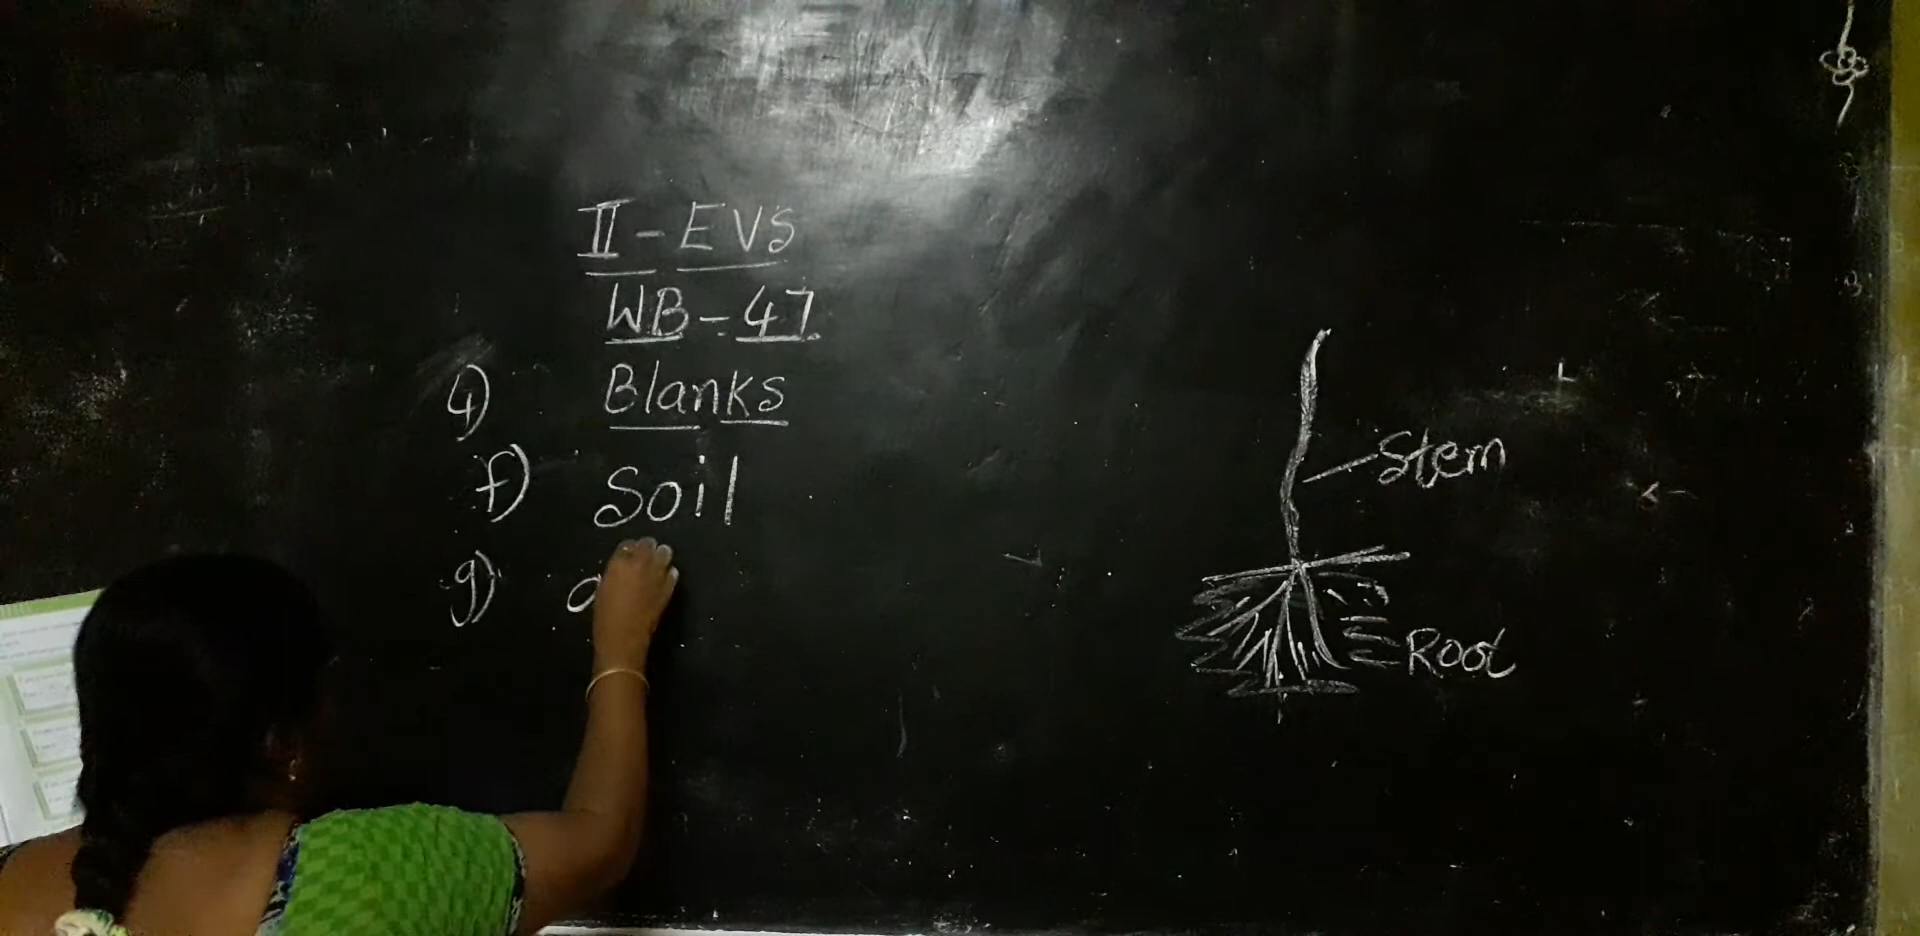 II - EVS
WB - 47.
4) Blanks
f) Soil
g)
Stem
Root